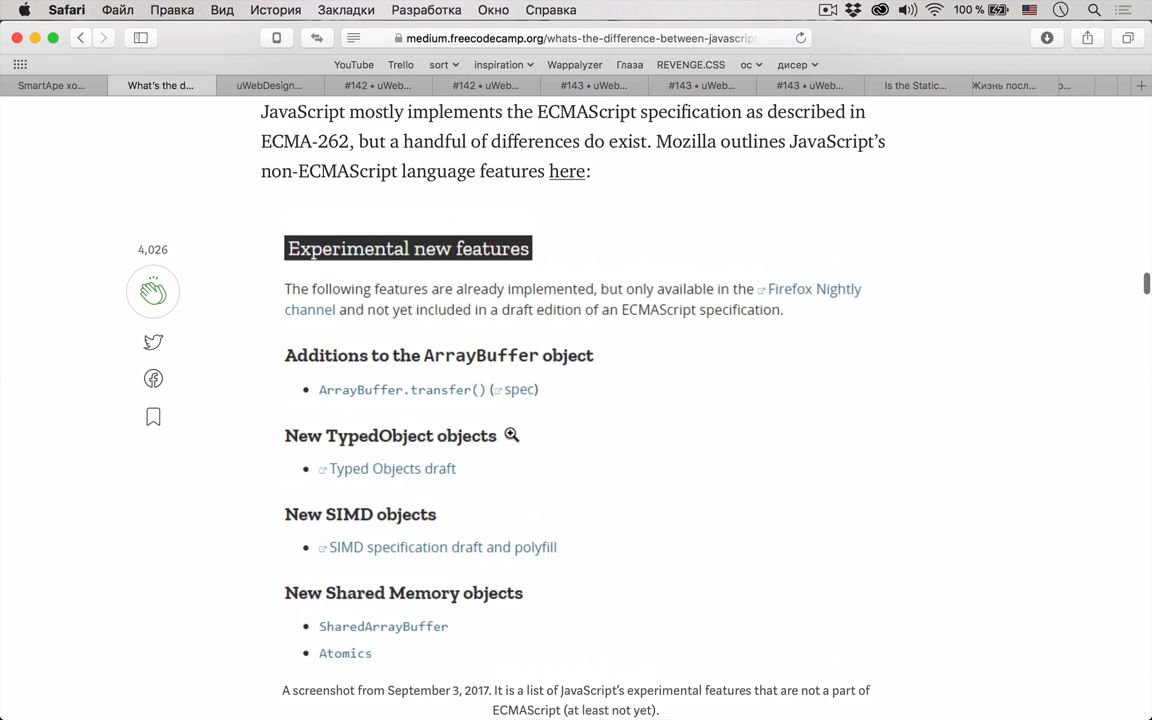 Safari Файл Правка Вид История Закладки Разработка Окно Справка 100 %
medium.freecodecamp.org/whats-the-difference-between-javascript
YouTube Trello sort inspiration Wappalyzer Глаза REVENGE.CSS ос дисер
SmartApe хо... What's the d... uWebDesign... #142 • uWeb... #142 • uWeb... #143 • uWeb... #143 • uWeb... #143 • uWeb... Is the Static... Жизнь посл...
JavaScript mostly implements the ECMAScript specification as described in
ECMA-262, but a handful of differences do exist. Mozilla outlines JavaScript’s
non-ECMAScript language features here:
Experimental new features
4,026
The following features are already implemented, but only available in the Firefox Nightly
channel and not yet included in a draft edition of an ECMAScript specification.
Additions to the ArrayBuffer object
• ArrayBuffer.transfer() (spec)
New TypedObject objects
• Typed Objects draft
New SIMD objects
• SIMD specification draft and polyfill
New Shared Memory objects
• SharedArrayBuffer
• Atomics
A screenshot from September 3, 2017. It is a list of JavaScript’s experimental features that are not a part of
ECMAScript (at least not yet).